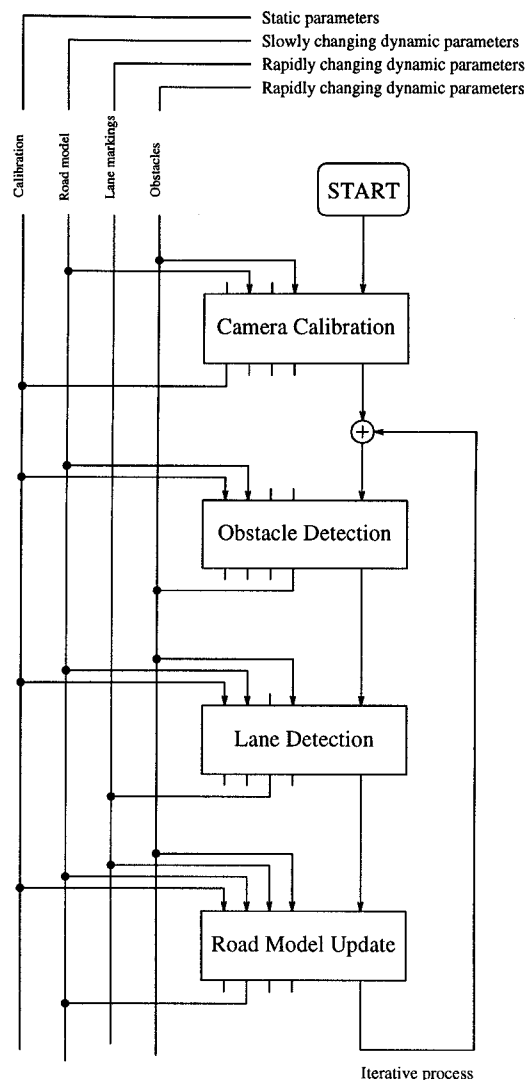 Static parameters
Slowly changing dynamic parameters
Rapidly changing dynamic parameters
Rapidly changing dynamic parameters
Calibration
Road model
Lane markings
Obstacles
START
Camera Calibration
+
Obstacle Detection
Lane Detection
Road Model Update
Iterative process